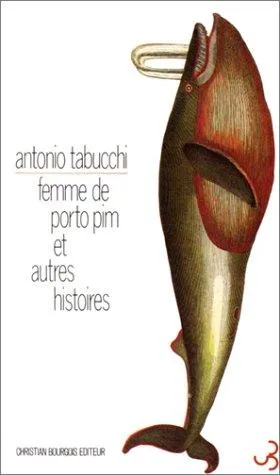 antonio tabucchi
femme de
porto pim
et
autres
histoires
CHRISTIAN BOURGOIS EDITEUR